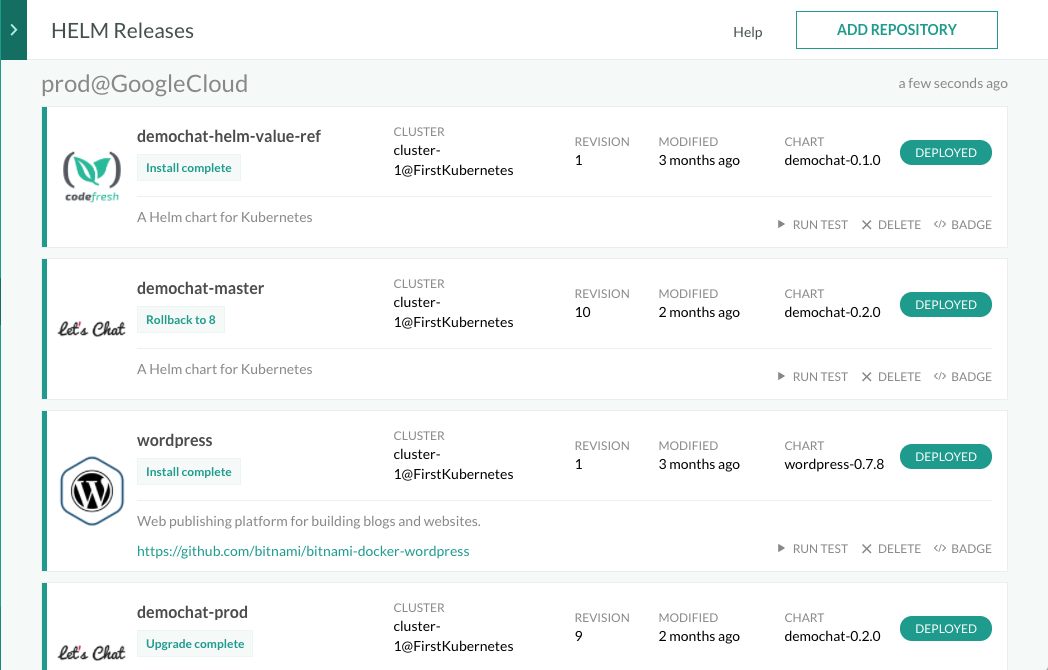 HELM Releases
Help
ADD REPOSITORY
prod@GoogleCloud
a few seconds ago
codefresh
demochat-helm-value-ref
Install complete
CLUSTER
cluster-
1@FirstKubernetes
REVISION
1
MODIFIED
3 months ago
CHART
demochat-0.1.0
DEPLOYED
A Helm chart for Kubernetes
RUN TEST
DELETE
BADGE
Let's Chat
demochat-master
Rollback to 8
CLUSTER
cluster-
1@FirstKubernetes
REVISION
10
MODIFIED
2 months ago
CHART
demochat-0.2.0
DEPLOYED
A Helm chart for Kubernetes
RUN TEST
DELETE
BADGE
W
wordpress
Install complete
CLUSTER
cluster-
1@FirstKubernetes
REVISION
1
MODIFIED
3 months ago
CHART
wordpress-0.7.8
DEPLOYED
Web publishing platform for building blogs and websites.
https://github.com/bitnami/bitnami-docker-wordpress
RUN TEST
DELETE
BADGE
Let's Chat
demochat-prod
Upgrade complete
CLUSTER
cluster-
1@FirstKubernetes
REVISION
9
MODIFIED
2 months ago
CHART
demochat-0.2.0
DEPLOYED